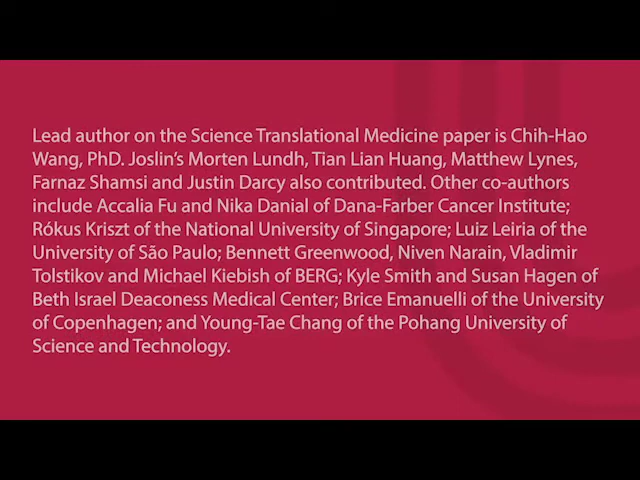 Lead author on the Science Translational Medicine paper is Chih-Hao
Wang, PhD. Joslin's Morten Lundh, Tian Lian Huang, Matthew Lynes,
Farnaz Shamsi and Justin Darcy also contributed. Other co-authors
include Accalia Fu and Nika Danial of Dana-Farber Cancer Institute;
Rókus Kriszt of the National University of Singapore; Luiz Leiria of the
University of São Paulo; Bennett Greenwood, Niven Narain, Vladimir
Tolstikov and Michael Kiebish of BERG; Kyle Smith and Susan Hagen of
Beth Israel Deaconess Medical Center; Brice Emanuelli of the University
of Copenhagen; and Young-Tae Chang of the Pohang University of
Science and Technology.